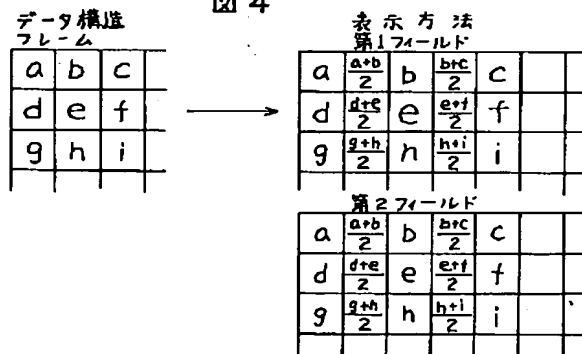 図4
データ構造
フレーム
a b c
d e f
g h i
表示方法
第1フィールド
a (a+b)/2 b (b+c)/2 c
d (d+e)/2 e (e+f)/2 f
g (g+h)/2 h (h+i)/2 i
第2フィールド
a (a+b)/2 b (b+c)/2 c
d (d+e)/2 e (e+f)/2 f
g (g+h)/2 h (h+i)/2 i